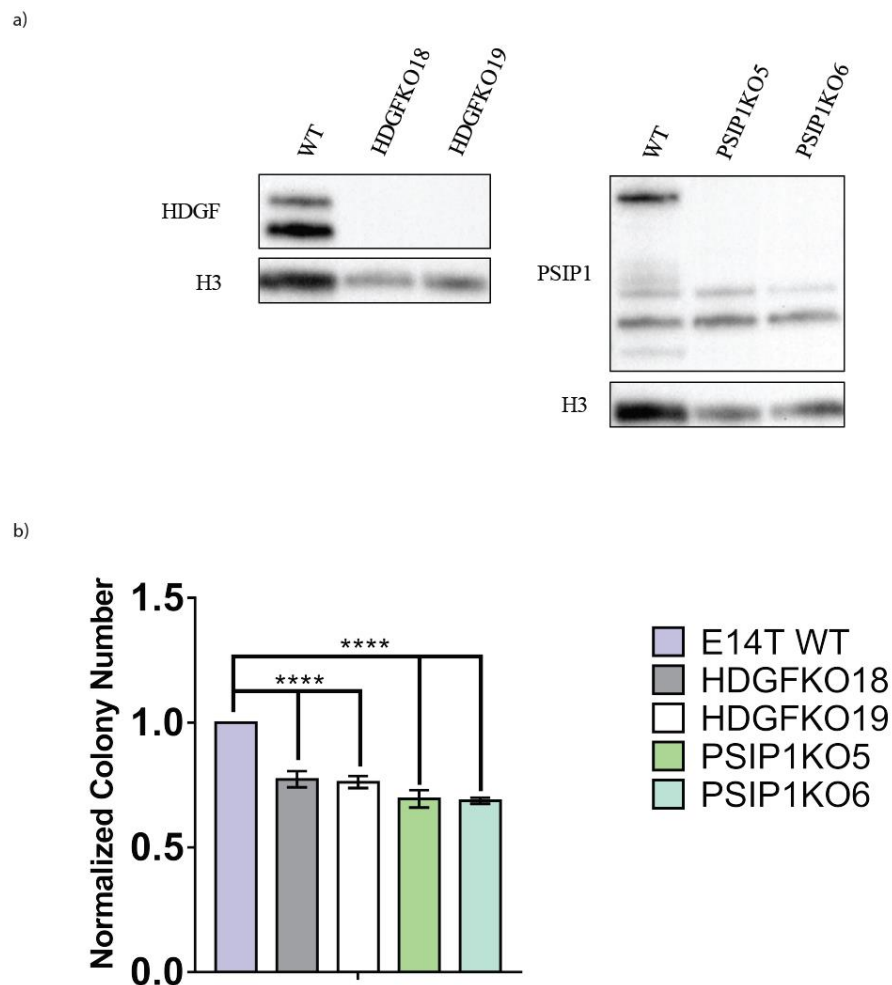 a)
WT
HDGFKO18
HDGFKO19
HDGF
H3
WT
PSIP1KO5
PSIP1KO6
PSIP1
H3
b)
Normalized Colony Number
1.5
1.0
0.5
0.0
****
****
E14T WT
HDGFKO18
HDGFKO19
PSIP1KO5
PSIP1KO6